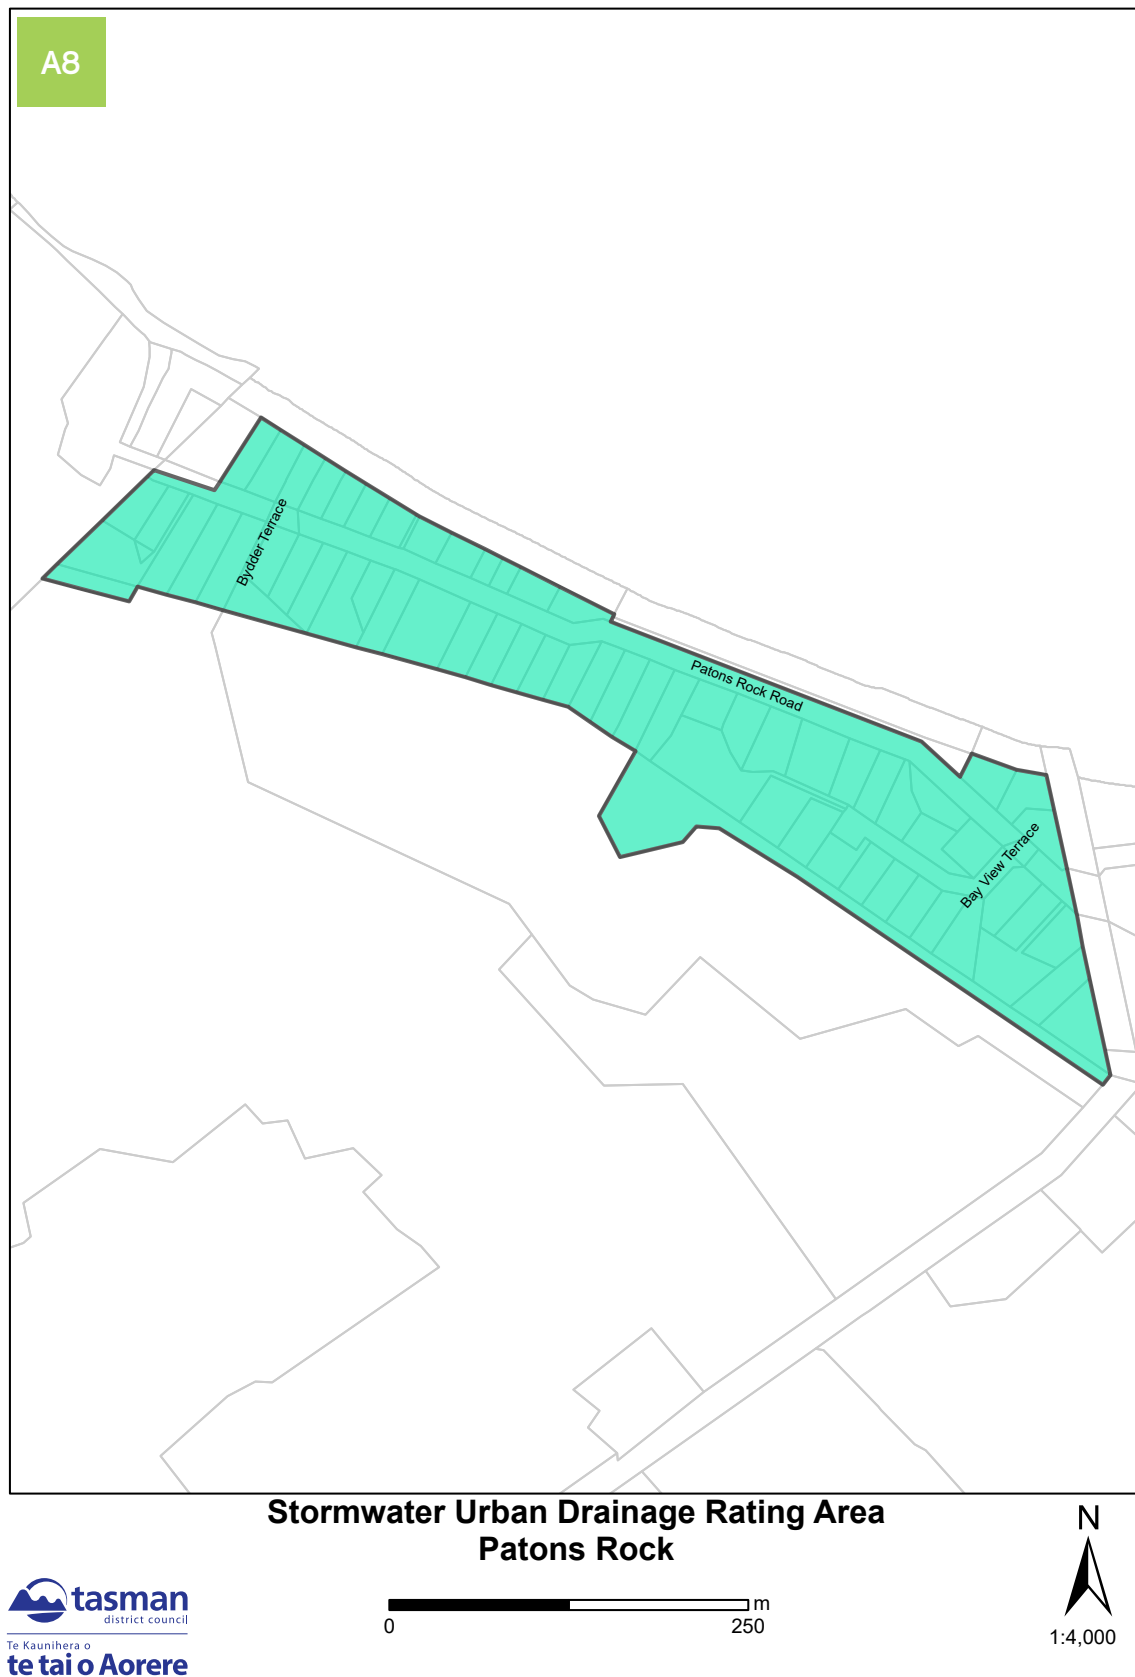 A8
Bydder Terrace
Patons Rock Road
Bay View Terrace
Stormwater Urban Drainage Rating Area
Patons Rock
N
tasman
district council
Te Kaunihera o
te tai o Aorere
m
0 250
1:4,000